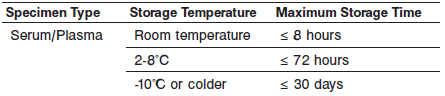 Specimen Type Storage Temperature Maximum Storage Time
Serum/Plasma Room temperature ≤ 8 hours
2-8°C ≤ 72 hours
-10°C or colder ≤ 30 days